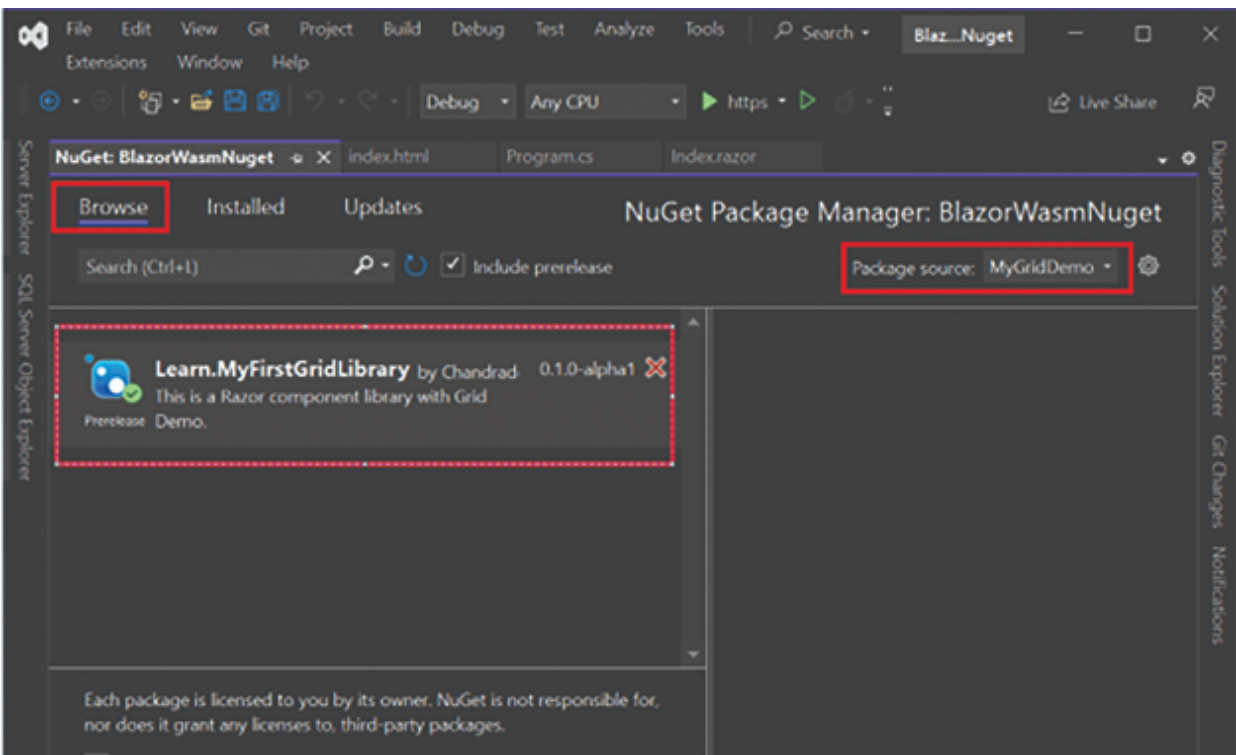 File Edit View Git Project Build Debug Test Analyze Tools Search Blaz...Nuget
Extensions Window Help
Debug Any CPU https Live Share
NuGet: BlazorWasmNuget index.html Program.cs Index.razor
Browse Installed Updates NuGet Package Manager: BlazorWasmNuget
Search (Ctrl+L) Include prerelease Package source: MyGridDemo
Learn.MyFirstGridLibrary by Chandrad 0.1.0-alpha1
This is a Razor component library with Grid
Prerelease Demo.
Each package is licensed to you by its owner. NuGet is not responsible for,
nor does it grant any licenses to, third-party packages.
Server Explorer
SQL Server Object Explorer
Diagnostic Tools
Solution Explorer
Git Changes
Notifications